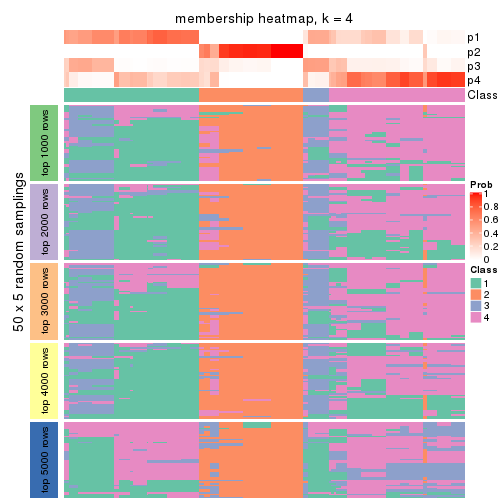 membership heatmap, k = 4
p1
p2
p3
p4
Class
50 x 5 random samplings
top 1000 rows
top 2000 rows
top 3000 rows
top 4000 rows
top 5000 rows
Prob
1
0.8
0.6
0.4
0.2
0
Class
1
2
3
4